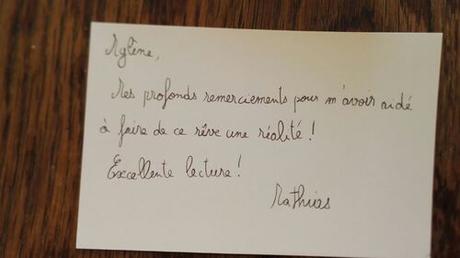 Mylène,
Mes profonds remerciements pour m'avoir aidé
à faire de ce rêve une réalité !
Excellente lecture !
Mathias